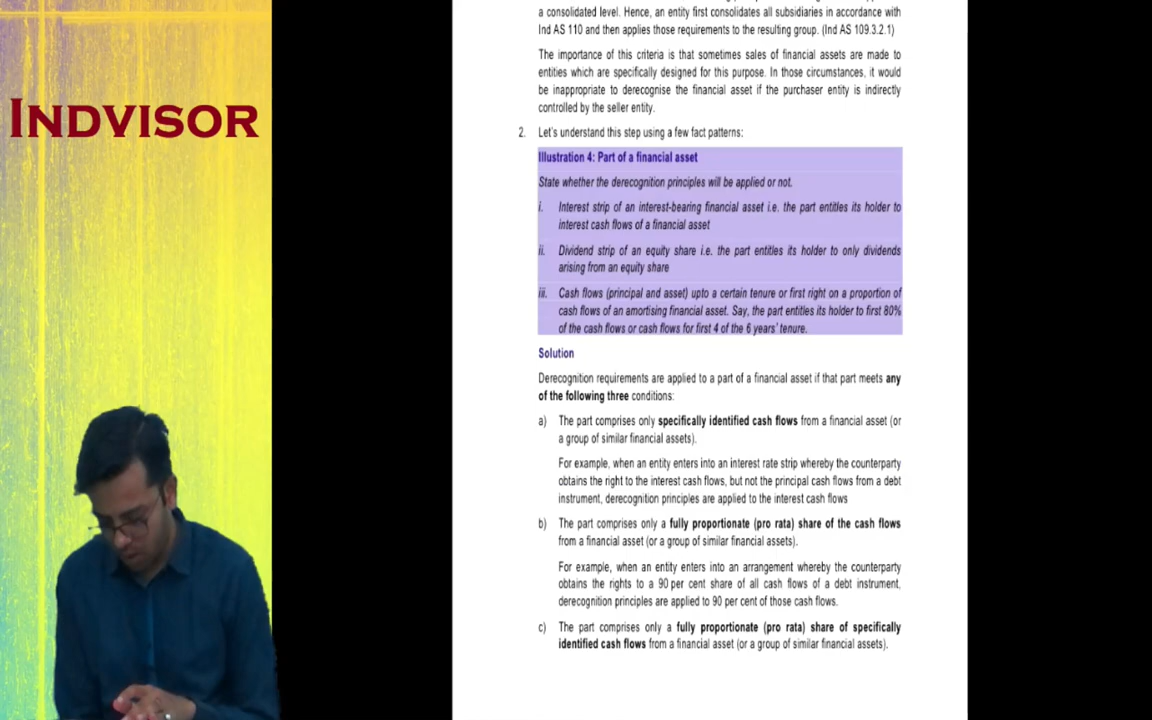 INDVISOR
a consolidated level. Hence, an entity first consolidates all subsidiaries in accordance with
Ind AS 110 and then applies those requirements to the resulting group. (Ind AS 109.3.2.1)
The importance of this criteria is that sometimes sales of financial assets are made to
entities which are specifically designed for this purpose. In those circumstances, it would
be inappropriate to derecognise the financial asset if the purchaser entity is indirectly
controlled by the seller entity.
2. Let's understand this step using a few fact patterns:
Illustration 4: Part of a financial asset
State whether the derecognition principles will be applied or not.
i. Interest strip of an interest-bearing financial asset i.e. the part entitles its holder to
interest cash flows of a financial asset
ii. Dividend strip of an equity share i.e. the part entitles its holder to only dividends
arising from an equity share
iii. Cash flows (principal and asset) upto a certain tenure or first right on a proportion of
cash flows of an amortising financial asset. Say, the part entitles its holder to first 80%
of the cash flows or cash flows for first 4 of the 6 years' tenure.
Solution
Derecognition requirements are applied to a part of a financial asset if that part meets any
of the following three conditions:
a) The part comprises only specifically identified cash flows from a financial asset (or
a group of similar financial assets).
For example, when an entity enters into an interest rate strip whereby the counterparty
obtains the right to the interest cash flows, but not the principal cash flows from a debt
instrument, derecognition principles are applied to the interest cash flows
b) The part comprises only a fully proportionate (pro rata) share of the cash flows
from a financial asset (or a group of similar financial assets).
For example, when an entity enters into an arrangement whereby the counterparty
obtains the rights to a 90 per cent share of all cash flows of a debt instrument,
derecognition principles are applied to 90 per cent of those cash flows.
c) The part comprises only a fully proportionate (pro rata) share of specifically
identified cash flows from a financial asset (or a group of similar financial assets).